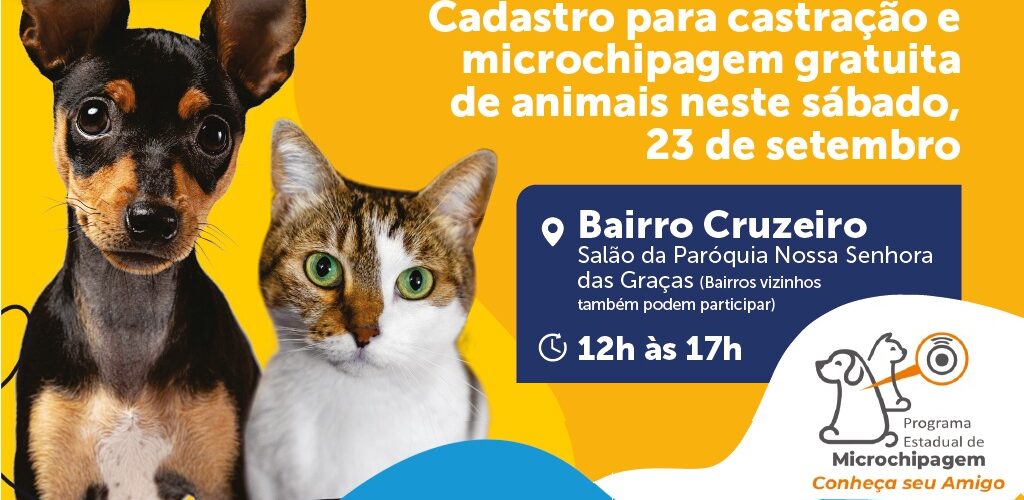 Cadastro para castração e
microchipagem gratuita
de animais neste sábado,
23 de setembro
Bairro Cruzeiro
Salão da Paróquia Nossa Senhora
das Graças (Bairros vizinhos
também podem participar)
12h às 17h
Programa
Estadual de
Microchipagem
Conheça seu Amigo